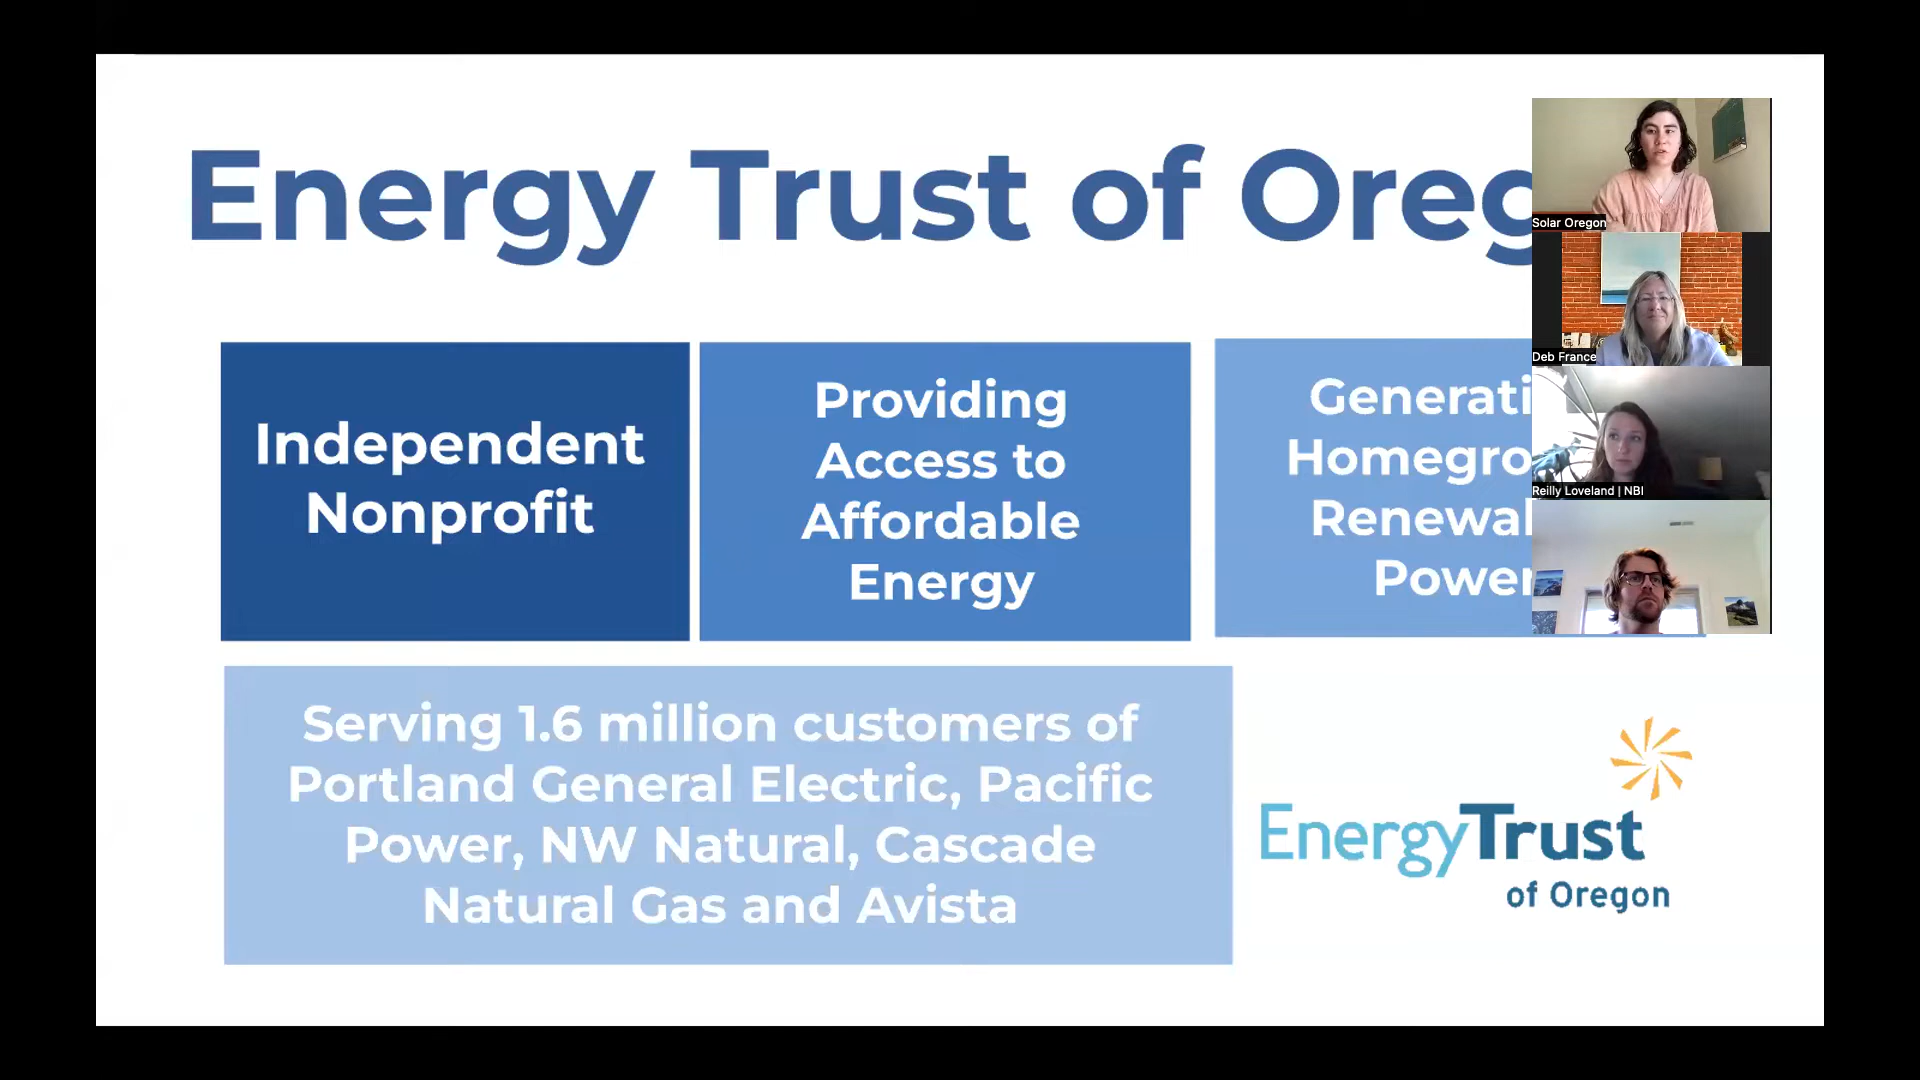 Energy Trust of Oreg
Independent
Nonprofit
Providing
Access to
Affordable
Energy
Generati
Homegro
Renewal
Power
Serving 1.6 million customers of
Portland General Electric, Pacific
Power, NW Natural, Cascade
Natural Gas and Avista
EnergyTrust
of Oregon
Solar Oregon
Deb France
Reilly Loveland | NBI